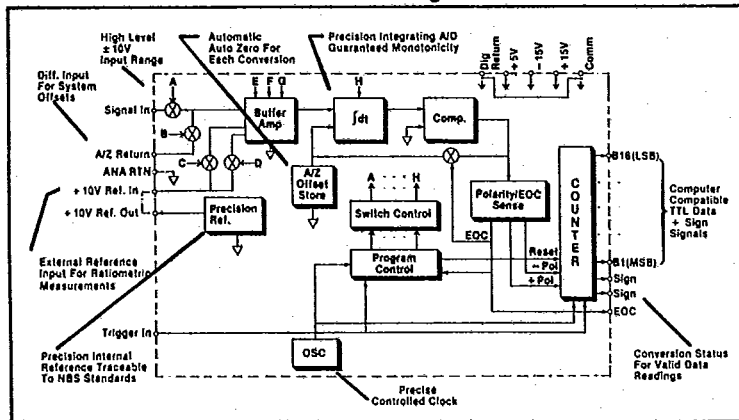 High Level
± 10V
Input Range
Automatic
Auto Zero For
Each Conversion
Precision Integrating A/D
Guaranteed Monotonicity
Dig
Return
+ 5V
− 15V
+ 15V
Comm
Diff. Input
For System
Offsets
A
E F G
H
Signal In
Buffer
Amp
∫dt
Comp.
B
A/Z Return
C
D
ANA RTN
+ 10V Ref. In
+ 10V Ref. Out
Precision
Ref.
A/Z
Offset
Store
A
H
Switch Control
Polarity/EOC
Sense
COUNTER
B16(LSB)
Computer
Compatible
TTL Data
+ Sign
Signals
EOC
Reset
− Pol
+ Pol
Program
Control
B1(MSB)
Sign
Sign
EOC
External Reference
Input For Ratiometric
Measurements
Trigger In
OSC
Precision Internal
Reference Traceable
To NBS Standards
Precise
Controlled Clock
Conversion Status
For Valid Data
Readings